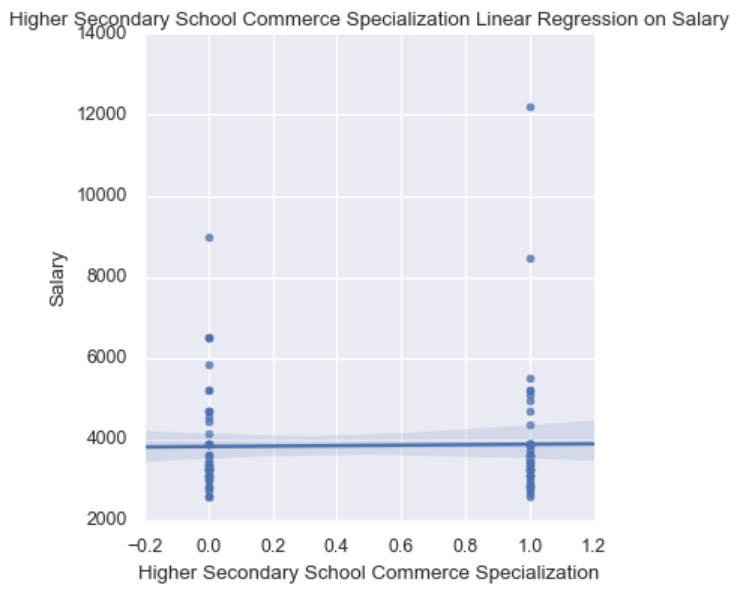 Higher Secondary School Commerce Specialization Linear Regression on Salary
14000
12000
10000
8000
6000
4000
2000
Salary
−0.2 0.0 0.2 0.4 0.6 0.8 1.0 1.2
Higher Secondary School Commerce Specialization